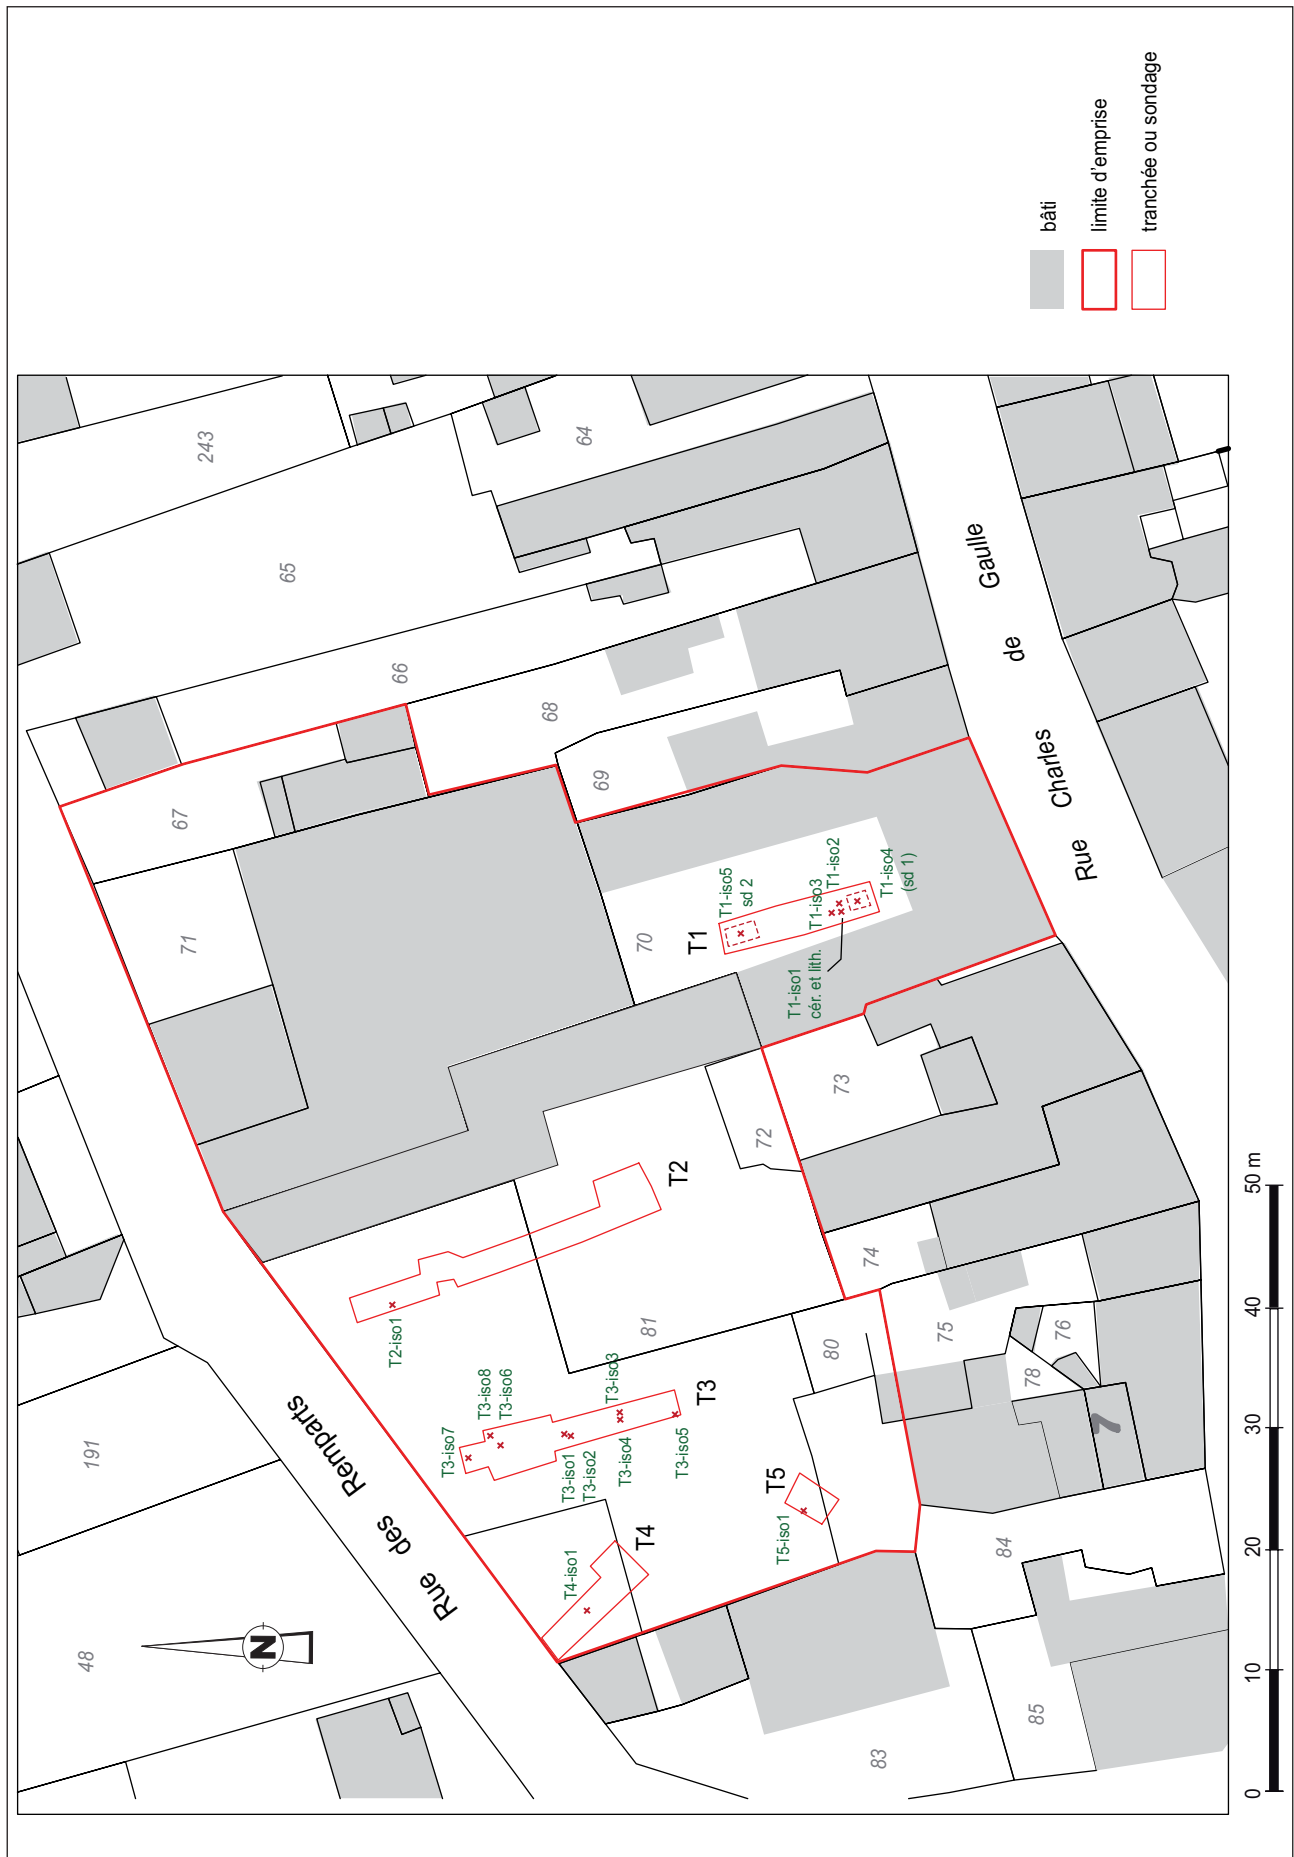 bâti
limite d'emprise
tranchée ou sondage
243
64
65
66
68
69
67
71
70
T1
T1-iso5
sd 2
T1-iso3
T1-iso2
T1-iso4
(sd 1)
T1-iso1
cér. et lith.
Rue Charles de Gaulle
73
72
74
T2
T2-iso1
81
80
75
76
78
7
T3
T3-iso7
T3-iso8
T3-iso6
T3-iso1
T3-iso2
T3-iso3
T3-iso4
T3-iso5
T4
T4-iso1
T5
T5-iso1
Rue des Remparts
191
48
N
83
84
85
0 10 20 30 40 50 m